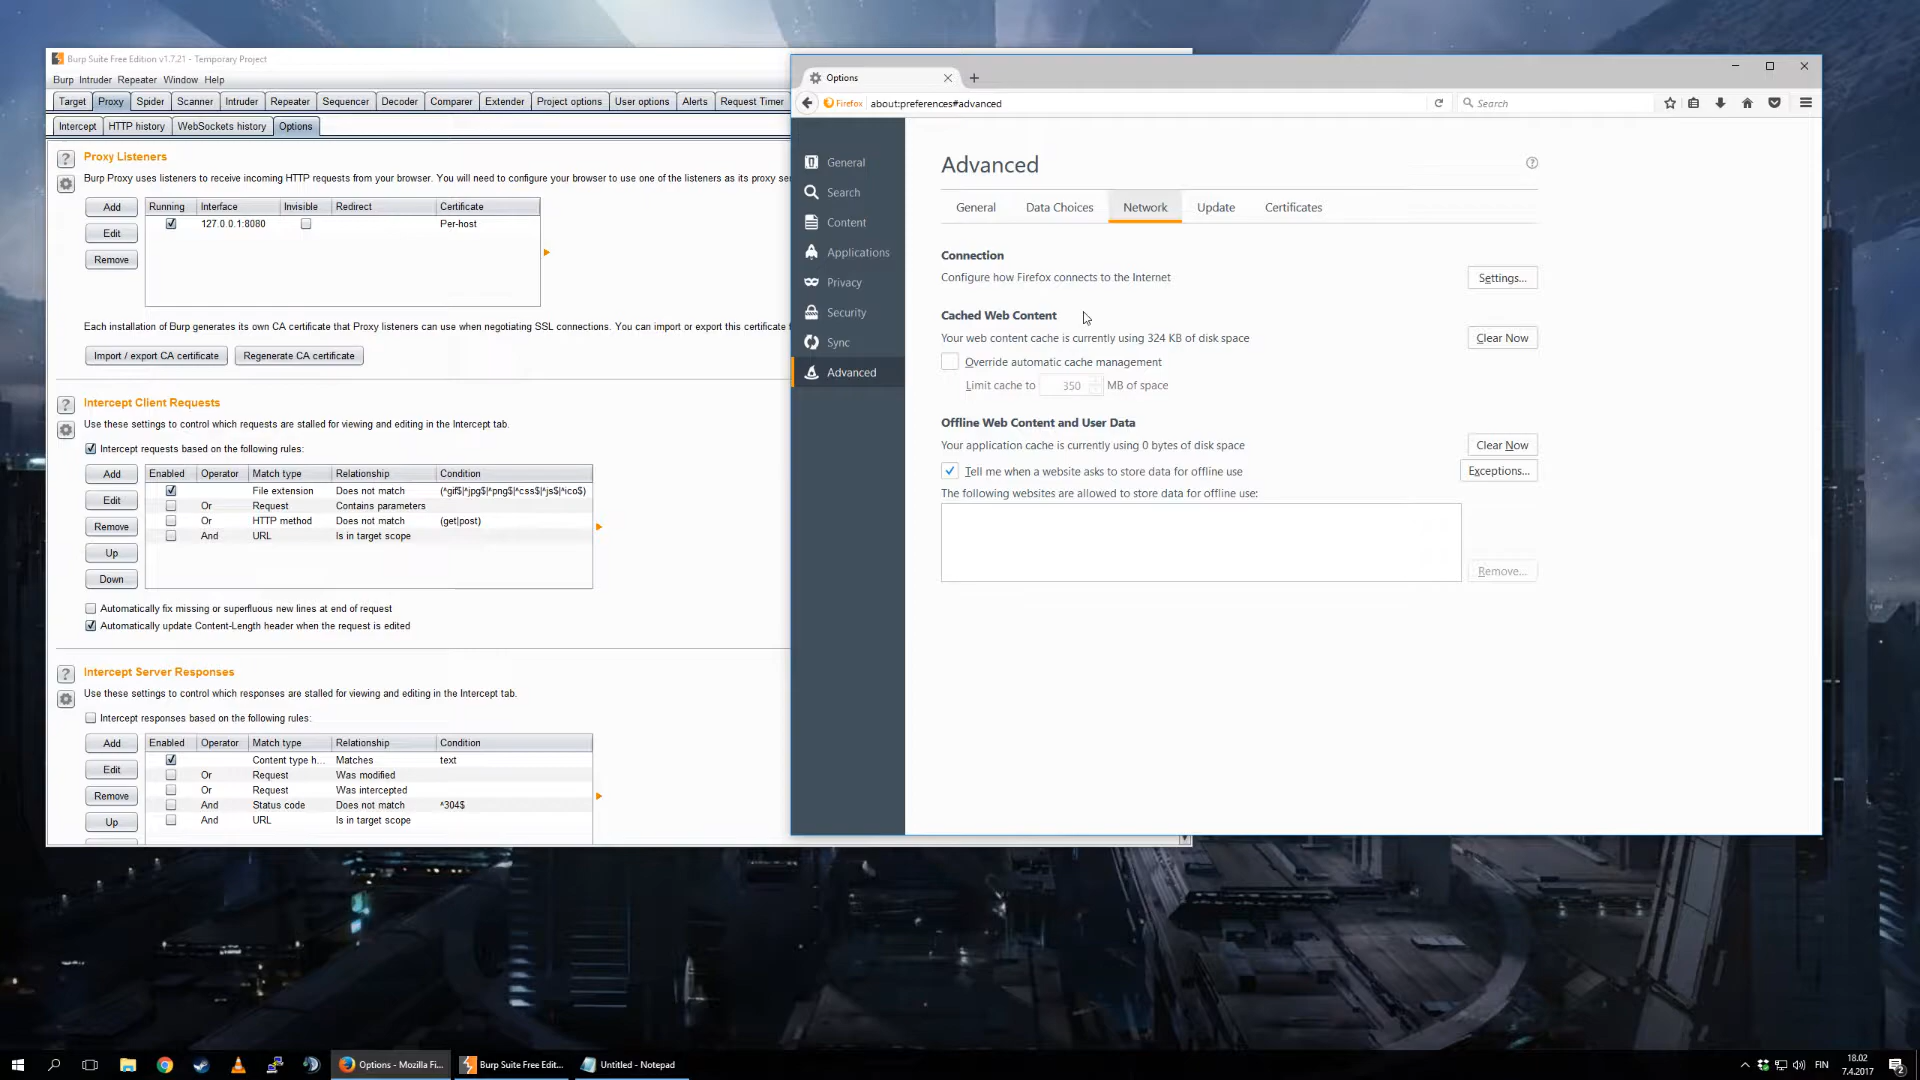 Burp Suite Free Edition v1.7.21 - Temporary Project
Burp Intruder Repeater Window Help
Target Proxy Spider Scanner Intruder Repeater Sequencer Decoder Comparer Extender Project options User options Alerts Request Timer
Intercept HTTP history WebSockets history Options
? Proxy Listeners
Burp Proxy uses listeners to receive incoming HTTP requests from your browser. You will need to configure your browser to use one of the listeners as its proxy se
Add Running Interface Invisible Redirect Certificate
127.0.0.1:8080 Per-host
Edit
Remove
Each installation of Burp generates its own CA certificate that Proxy listeners can use when negotiating SSL connections. You can import or export this certificate f
Import / export CA certificate Regenerate CA certificate
? Intercept Client Requests
Use these settings to control which requests are stalled for viewing and editing in the Intercept tab.
Intercept requests based on the following rules:
Add Enabled Operator Match type Relationship Condition
File extension Does not match (^gif$|^jpg$|^png$|^css$|^js$|^ico$)
Edit Or Request Contains parameters
Remove Or HTTP method Does not match (get|post)
And URL Is in target scope
Up
Down
Automatically fix missing or superfluous new lines at end of request
Automatically update Content-Length header when the request is edited
? Intercept Server Responses
Use these settings to control which responses are stalled for viewing and editing in the Intercept tab.
Intercept responses based on the following rules:
Add Enabled Operator Match type Relationship Condition
Content type h... Matches text
Edit Or Request Was modified
Or Request Was intercepted
Remove And Status code Does not match ^304$
Up And URL Is in target scope
Options
Firefox about:preferences#advanced Search
General
Search
Content
Applications
Privacy
Security
Sync
Advanced
Advanced ?
General Data Choices Network Update Certificates
Connection
Configure how Firefox connects to the Internet Settings...
Cached Web Content
Your web content cache is currently using 324 KB of disk space Clear Now
Override automatic cache management
Limit cache to 350 MB of space
Offline Web Content and User Data
Your application cache is currently using 0 bytes of disk space Clear Now
Tell me when a website asks to store data for offline use Exceptions...
The following websites are allowed to store data for offline use:
Remove...
Options - Mozilla Fi... Burp Suite Free Edit... Untitled - Notepad
FIN
18.02
7.4.2017
2